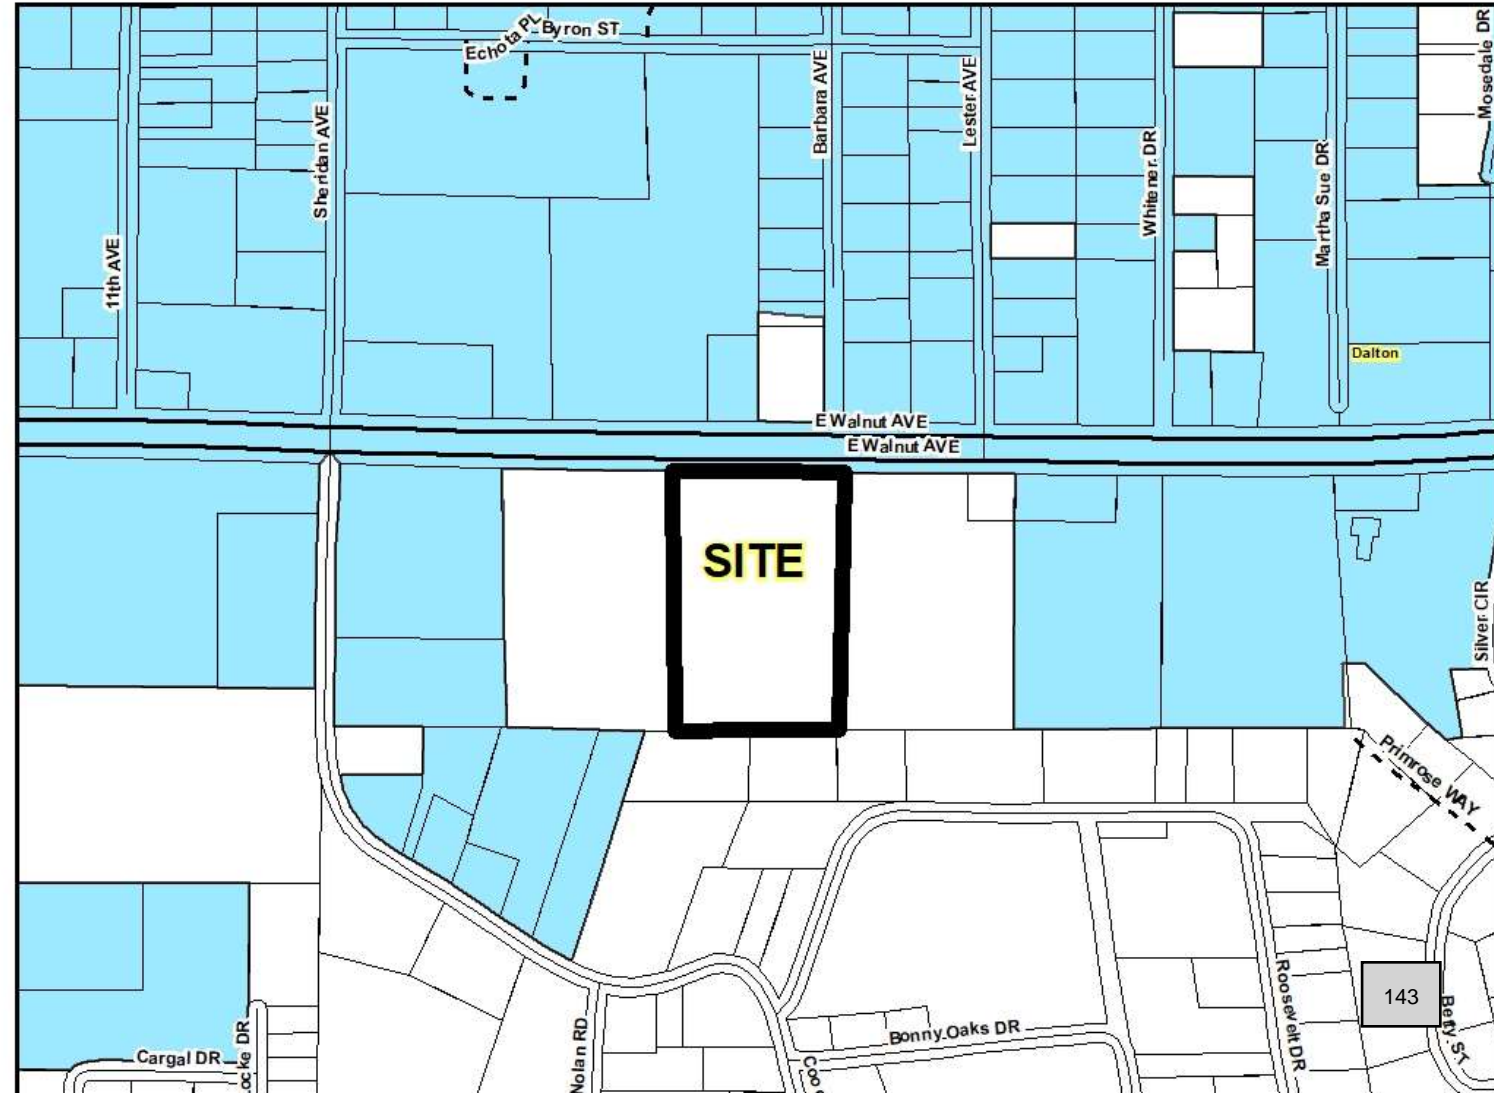 Echota PL
Byron ST
Mosedale DR
Barbara AVE
Lester AVE
Sheridan AVE
Whitener DR
Martha Sue DR
11th AVE
Dalton
E Walnut AVE
E Walnut AVE
SITE
Silver CIR
Primrose WAY
143
Roosevelt DR
Betty ST
Bonny Oaks DR
Nolan RD
Cargal DR